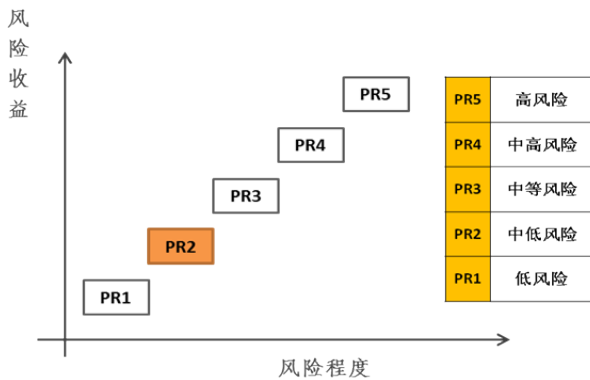 风险收益
PR5
PR4
PR3
PR2
PR1
风险程度
PR5 高风险
PR4 中高风险
PR3 中等风险
PR2 中低风险
PR1 低风险